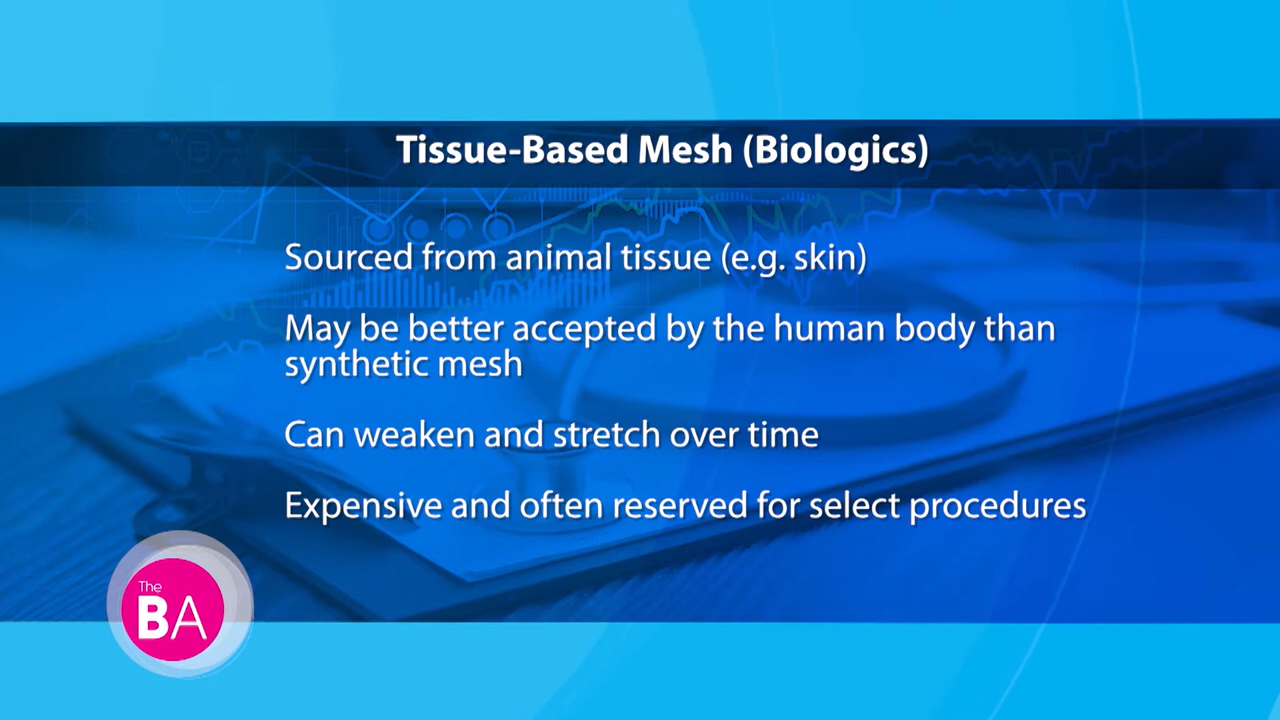 Tissue-Based Mesh (Biologics)
Sourced from animal tissue (e.g. skin)
May be better accepted by the human body than
synthetic mesh
Can weaken and stretch over time
Expensive and often reserved for select procedures
The
BA